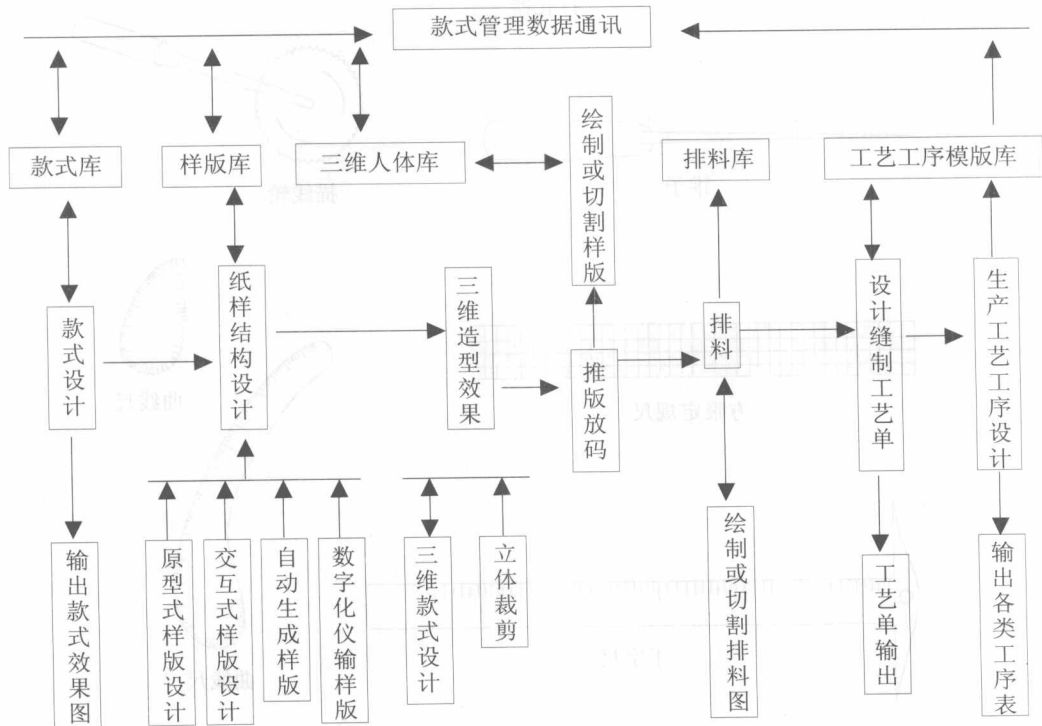 款式管理数据通讯
款式库
样版库
三维人体库
绘制或切割样版
排料库
工艺工序模版库
款式设计
纸样结构设计
三维造型效果
推版放码
排料
设计缝制工艺单
生产工艺工序设计
输出款式效果图
原型式样版设计
交互式样版设计
自动生成样版
数字化仪输样版
三维款式设计
立体裁剪
绘制或切割排料图
工艺单输出
输出各类工序表